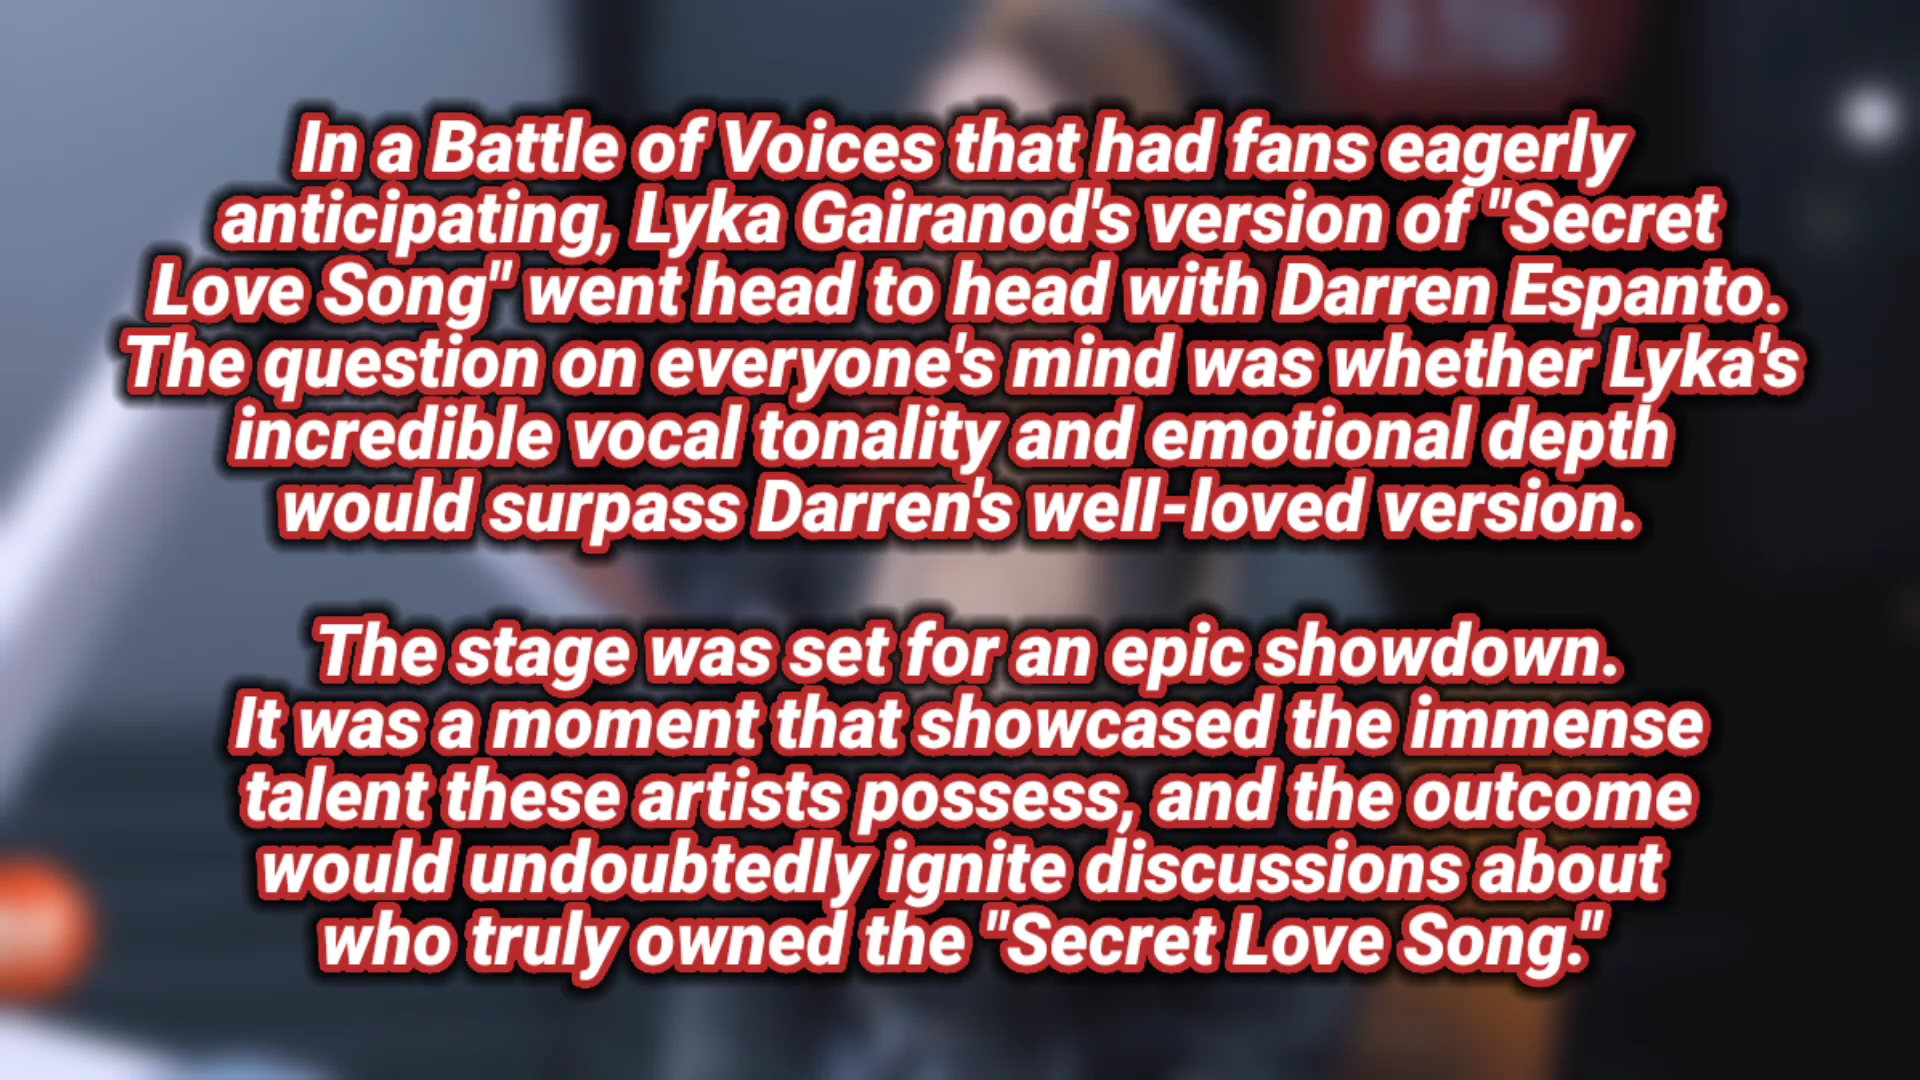 In a Battle of Voices that had fans eagerly
anticipating, Lyka Gairanod's version of "Secret
Love Song" went head to head with Darren Espanto.
The question on everyone's mind was whether Lyka's
incredible vocal tonality and emotional depth
would surpass Darren's well-loved version.
The stage was set for an epic showdown.
It was a moment that showcased the immense
talent these artists possess, and the outcome
would undoubtedly ignite discussions about
who truly owned the "Secret Love Song."